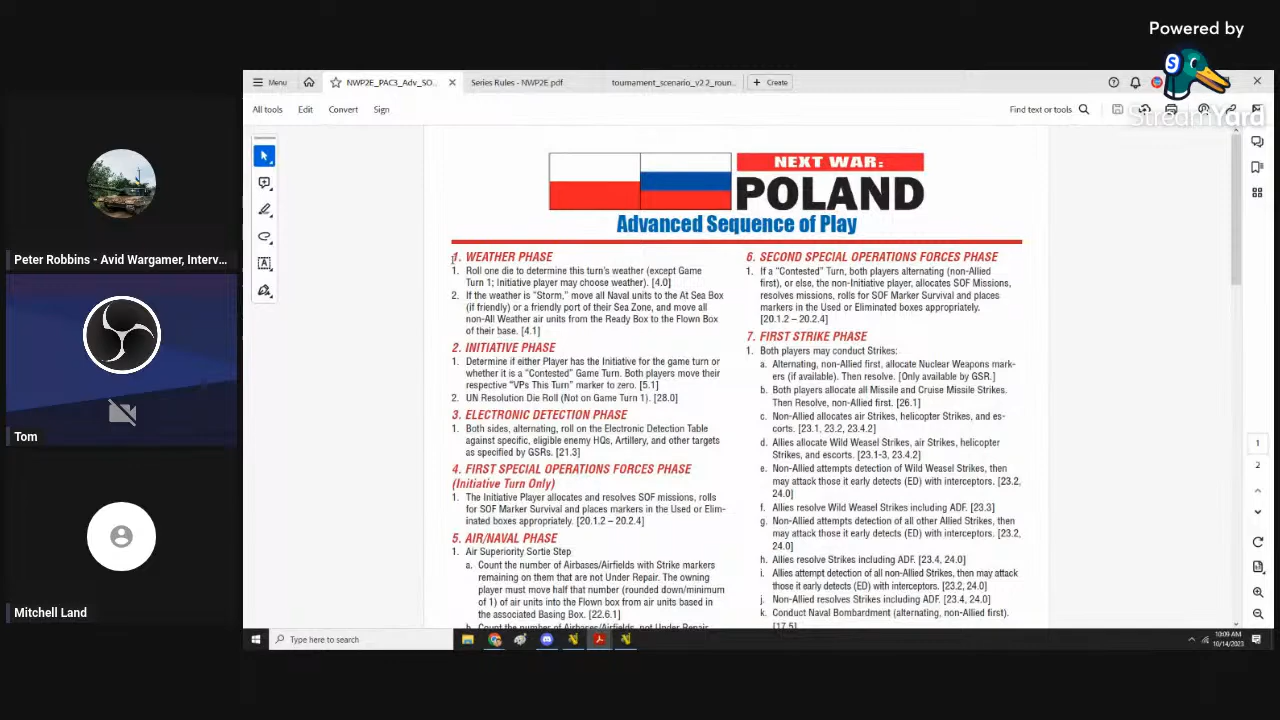 Powered by
S
StreamYard
Menu
NWP2E_PAC3_Adv_SO...
Series Rules - NWP2E.pdf
tournament_scenario_v2.2_roun...
+ Create
All tools
Edit
Convert
Sign
Find text or tools
NEXT WAR:
POLAND
Advanced Sequence of Play
1. WEATHER PHASE
1. Roll one die to determine this turn's weather (except Game
Turn 1; Initiative player may choose weather). [4.0]
2. If the weather is "Storm," move all Naval units to the At Sea Box
(if friendly) or a friendly port of their Sea Zone, and move all
non-All Weather air units from the Ready Box to the Flown Box
of their base. [4.1]
2. INITIATIVE PHASE
1. Determine if either Player has the Initiative for the game turn or
whether it is a "Contested" Game Turn. Both players move their
respective "VPs This Turn" marker to zero. [5.1]
2. UN Resolution Die Roll (Not on Game Turn 1). [28.0]
3. ELECTRONIC DETECTION PHASE
1. Both sides, alternating, roll on the Electronic Detection Table
against specific, eligible enemy HQs, Artillery, and other targets
as specified by GSRs. [21.3]
4. FIRST SPECIAL OPERATIONS FORCES PHASE
(Initiative Turn Only)
1. The Initiative Player allocates and resolves SOF missions, rolls
for SOF Marker Survival and places markers in the Used or Elim-
inated boxes appropriately. [20.1.2 – 20.2.4]
5. AIR/NAVAL PHASE
1. Air Superiority Sortie Step
a. Count the number of Airbases/Airfields with Strike markers
remaining on them that are not Under Repair. The owning
player must move half that number (rounded down/minimum
of 1) of air units into the Flown box from air units based in
the associated Basing Box. [22.6.1]
b. Count the number of Airbases/Airfields, not Under Repair
6. SECOND SPECIAL OPERATIONS FORCES PHASE
1. If a "Contested" Turn, both players alternating (non-Allied
first), or else, the non-Initiative player, allocates SOF Missions,
resolves missions, rolls for SOF Marker Survival and places
markers in the Used or Eliminated boxes appropriately.
[20.1.2 – 20.2.4]
7. FIRST STRIKE PHASE
1. Both players may conduct Strikes:
a. Alternating, non-Allied first, allocate Nuclear Weapons mark-
ers (if available). Then resolve. [Only available by GSR.]
b. Both players allocate all Missile and Cruise Missile Strikes.
Then Resolve, non-Allied first. [26.1]
c. Non-Allied allocates air Strikes, helicopter Strikes, and es-
corts. [23.1, 23.2, 23.4.2]
d. Allies allocate Wild Weasel Strikes, air Strikes, helicopter
Strikes, and escorts. [23.1-3, 23.4.2]
e. Non-Allied attempts detection of Wild Weasel Strikes, then
may attack those it early detects (ED) with interceptors. [23.2,
24.0]
f. Allies resolve Wild Weasel Strikes including ADF. [23.3]
g. Non-Allied attempts detection of all other Allied Strikes, then
may attack those it early detects (ED) with interceptors. [23.2,
24.0]
h. Allies resolve Strikes including ADF. [23.4, 24.0]
i. Allies attempt detection of all non-Allied Strikes, then may attack
those it early detects (ED) with interceptors. [23.2, 24.0]
j. Non-Allied resolves Strikes including ADF. [23.4, 24.0]
k. Conduct Naval Bombardment (alternating, non-Allied first).
[17.5]
1
2
Peter Robbins - Avid Wargamer, Interv...
Tom
Mitchell Land
Type here to search
10:09 AM
10/14/2023